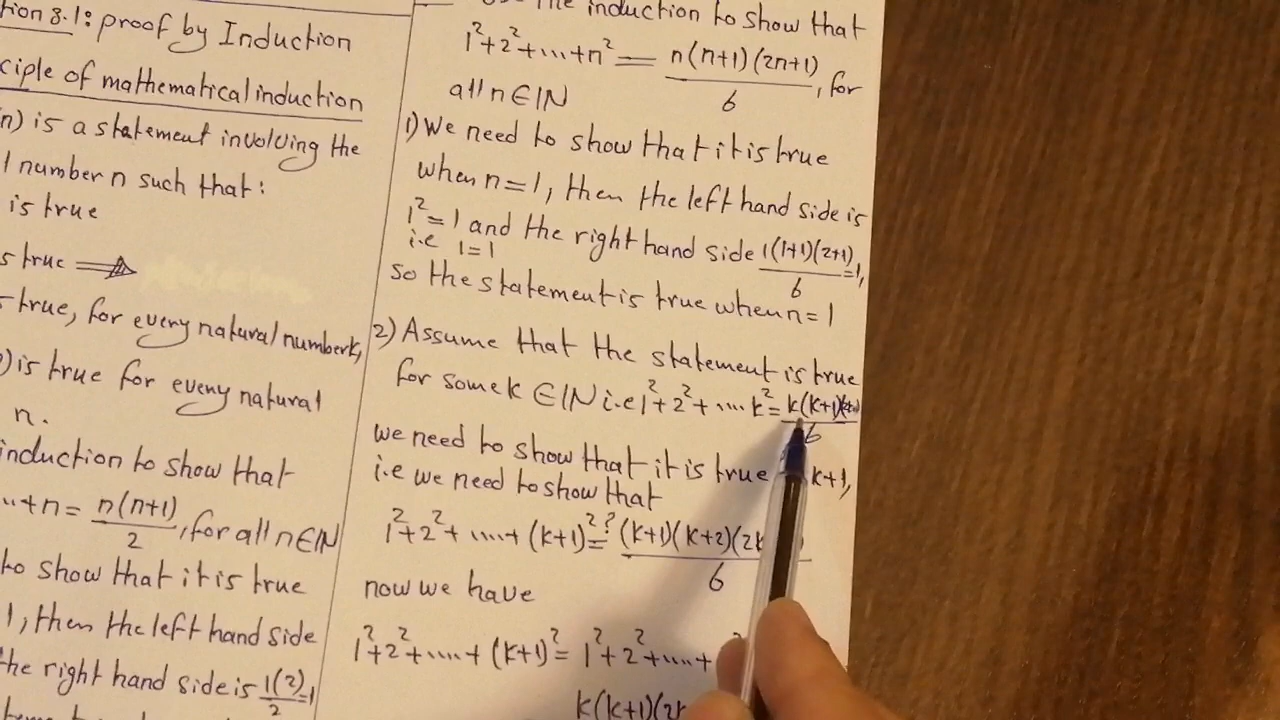 tion 3.1: proof by Induction
ciple of mathematical induction
(n) is a statement involving the
l number n such that:
is true
s true ⟹
s true, for every natural number k,
) is true for every natural
n.
induction to show that
..+n = n(n+1)/2, for all n∈IN
to show that it is true
1, then the left hand side
the right hand side is 1(2)/2=1
the induction to show that
1²+2²+....+n² = n(n+1)(2n+1)/6, for
all n∈IN
1) We need to show that it is true
when n=1, then the left hand side is
1²=1 and the right hand side 1(1+1)(2+1)/6=1,
i.e 1=1
so the statement is true when n=1
2) Assume that the statement is true
for some k∈IN i.e 1²+2²+....k²=k(k+1)/6
we need to show that it is true k+1,
i.e we need to show that
1²+2²+....+(k+1)²=? (k+1)(k+2)(2k/6
now we have
1²+2²+....+(k+1)²=1²+2²+....+
k(k+1)(2k